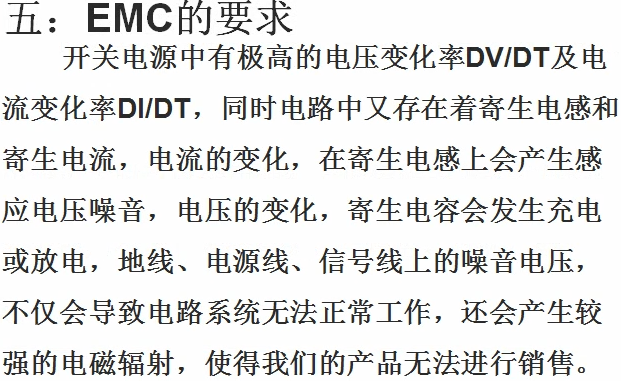 五：EMC的要求
开关电源中有极高的电压变化率DV/DT及电
流变化率DI/DT，同时电路中又存在着寄生电感和
寄生电流，电流的变化，在寄生电感上会产生感
应电压噪音，电压的变化，寄生电容会发生充电
或放电，地线、电源线、信号线上的噪音电压，
不仅会导致电路系统无法正常工作，还会产生较
强的电磁辐射，使得我们的产品无法进行销售。